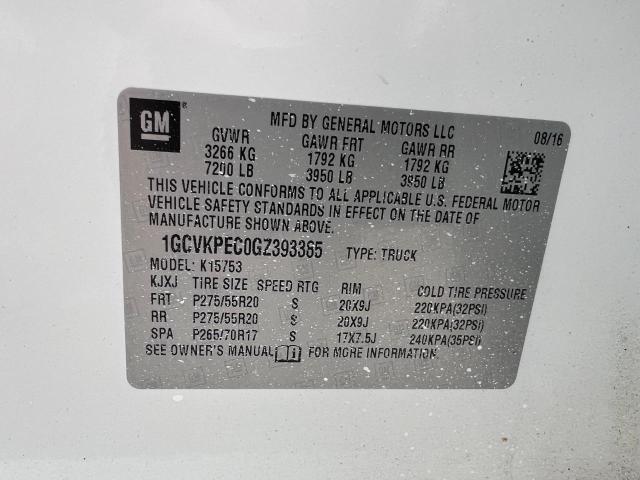 GM
®
MFD BY GENERAL MOTORS LLC
08/16
GVWR GAWR FRT GAWR RR
3266 KG 1792 KG 1792 KG
7200 LB 3950 LB 3950 LB
THIS VEHICLE CONFORMS TO ALL APPLICABLE U.S. FEDERAL MOTOR
VEHICLE SAFETY STANDARDS IN EFFECT ON THE DATE OF
MANUFACTURE SHOWN ABOVE.
1GCVKPEC0GZ393365 TYPE: TRUCK
MODEL: K15753
KJXJ TIRE SIZE SPEED RTG RIM COLD TIRE PRESSURE
FRT P275/55R20 S 20X9J 220KPA(32PSI)
RR P275/55R20 S 20X9J 220KPA(32PSI)
SPA P265/70R17 S 17X7.5J 240KPA(35PSI)
SEE OWNER'S MANUAL FOR MORE INFORMATION.